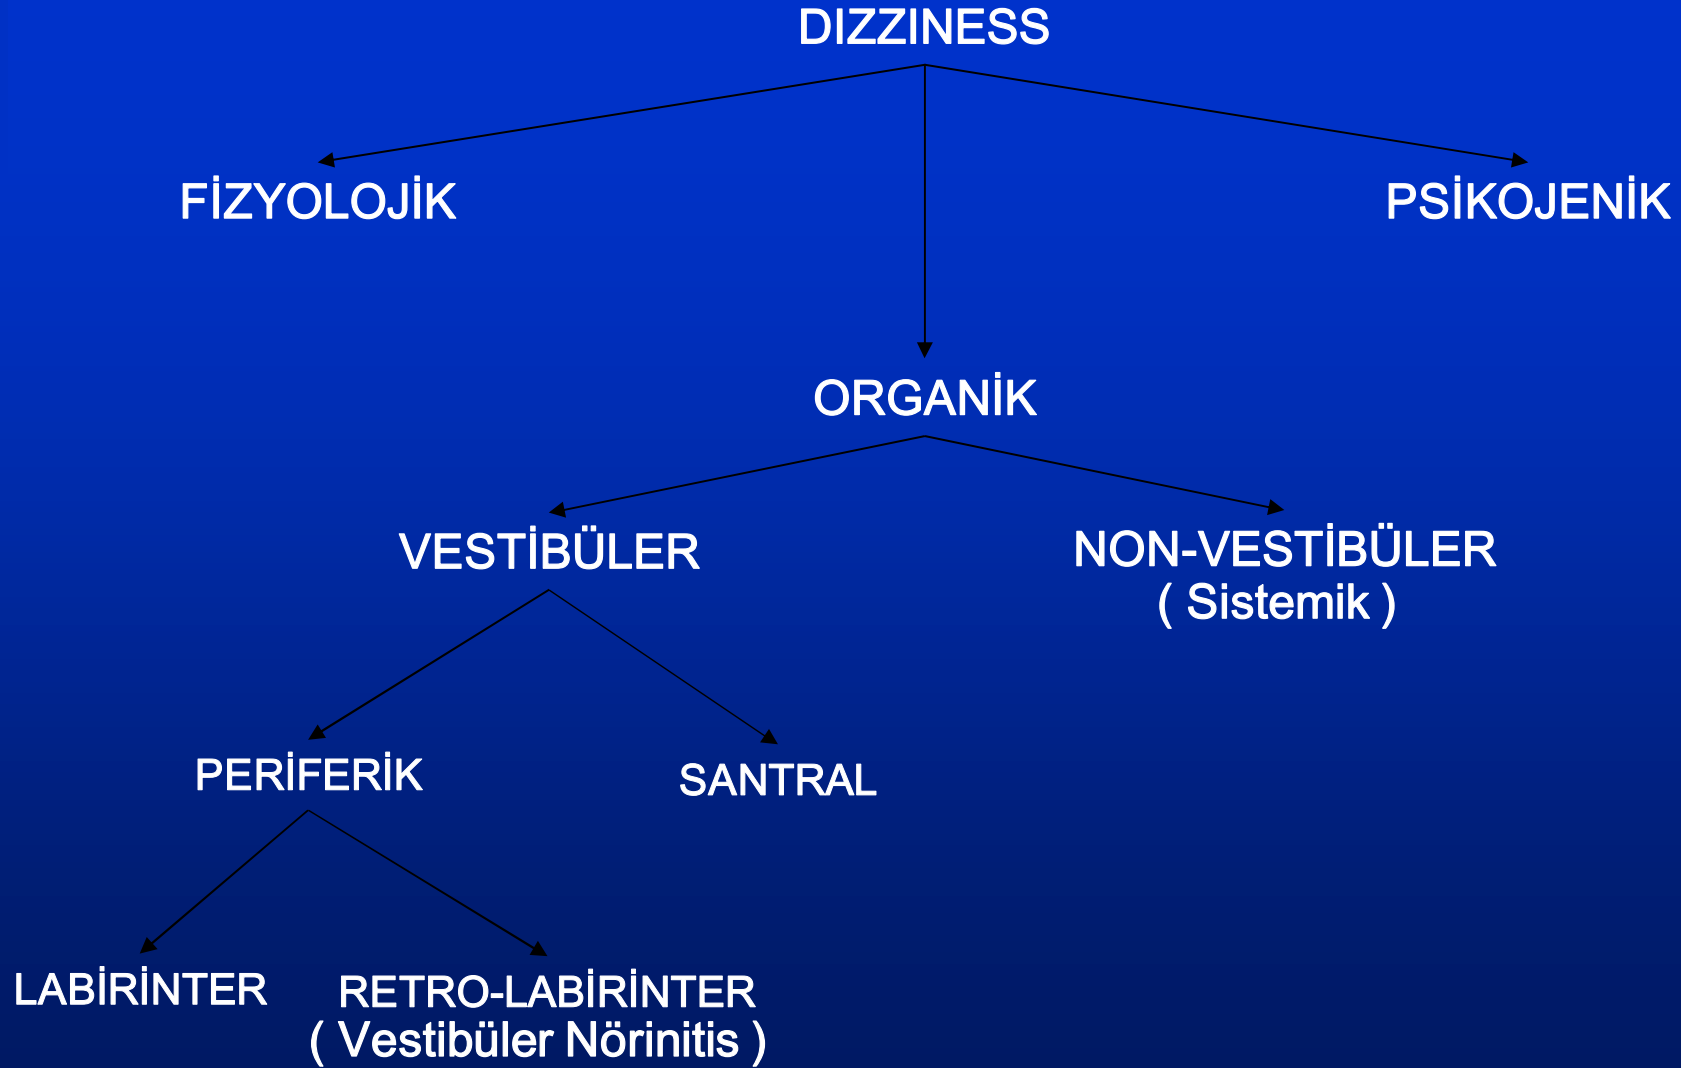 DIZZINESS
FİZYOLOJİK
PSİKOJENİK
ORGANİK
VESTİBÜLER
NON-VESTİBÜLER
( Sistemik )
PERİFERİK
SANTRAL
LABİRİNTER
RETRO-LABİRİNTER
( Vestibüler Nörinitis )